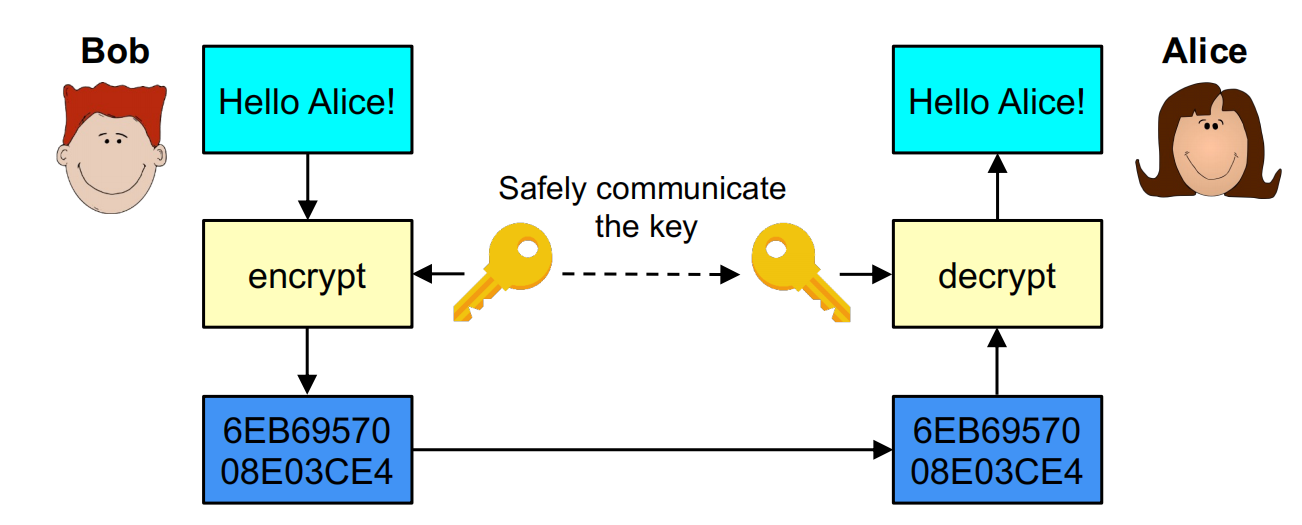 Bob
Alice
Hello Alice!
Hello Alice!
Safely communicate
the key
encrypt
decrypt
6EB69570
08E03CE4
6EB69570
08E03CE4